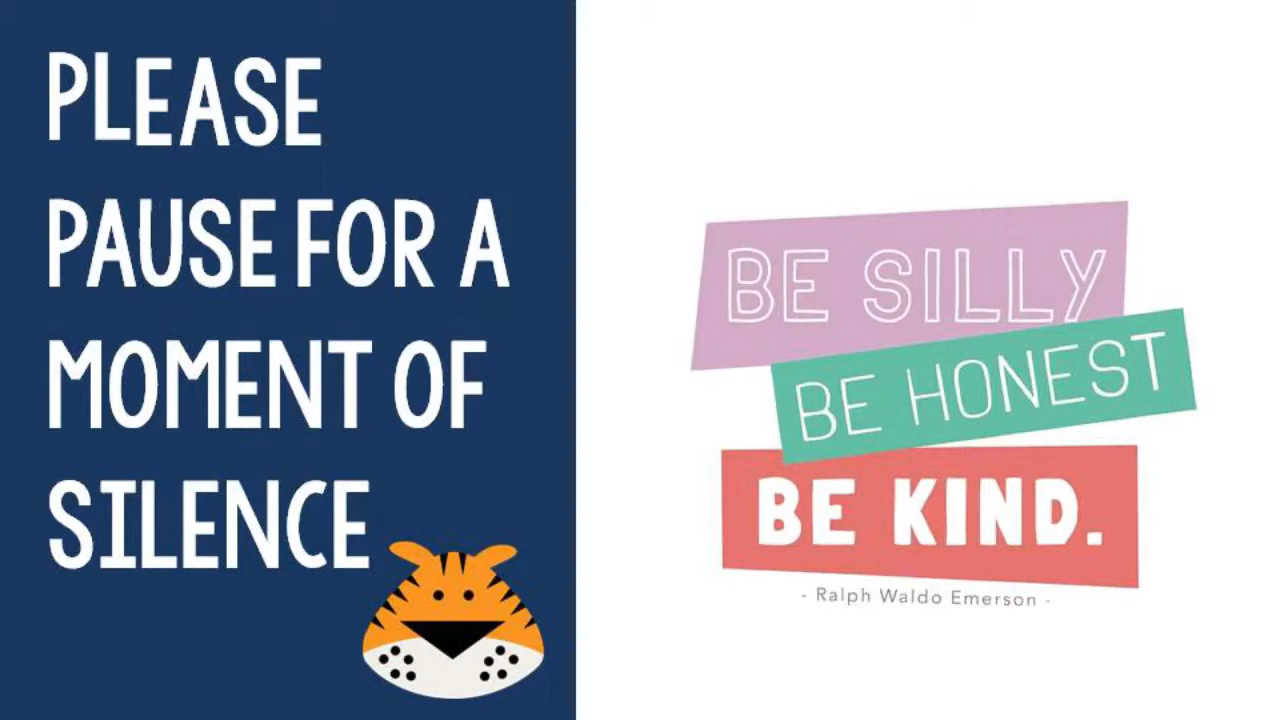 PLEASE
PAUSE FOR A
MOMENT OF
SILENCE
BE SILLY
BE HONEST
BE KIND.
- Ralph Waldo Emerson -